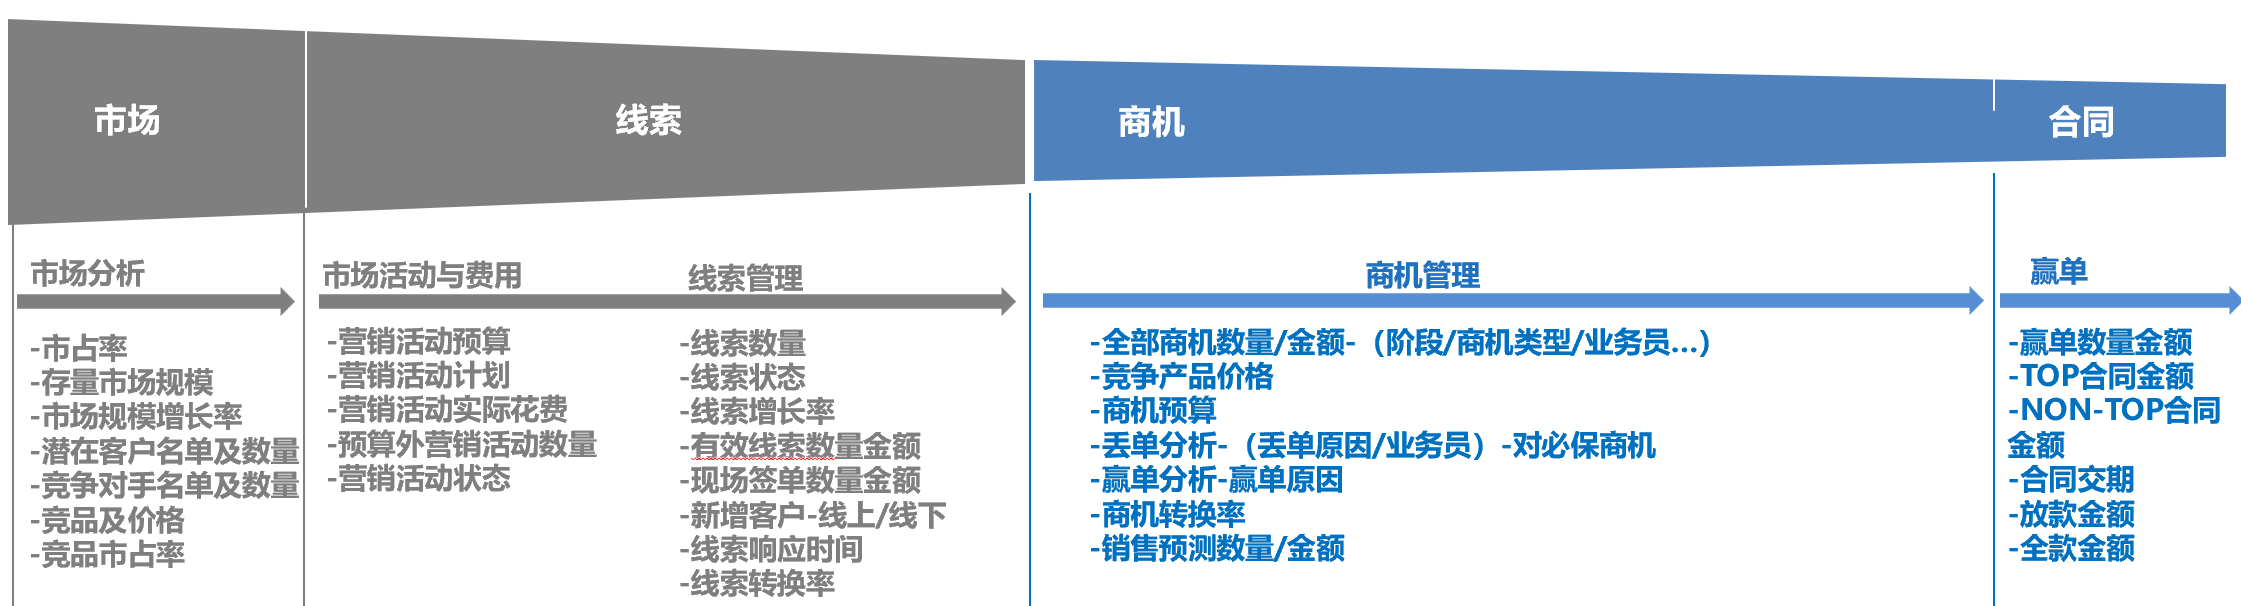 市场
线索
商机
合同
市场分析
-市占率
-存量市场规模
-市场规模增长率
-潜在客户名单及数量
-竞争对手名单及数量
-竞品及价格
-竞品市占率
市场活动与费用
-营销活动预算
-营销活动计划
-营销活动实际花费
-预算外营销活动数量
-营销活动状态
线索管理
-线索数量
-线索状态
-线索增长率
-有效线索数量金额
-现场签单数量金额
-新增客户-线上/线下
-线索响应时间
-线索转换率
商机管理
-全部商机数量/金额-（阶段/商机类型/业务员...）
-竞争产品价格
-商机预算
-丢单分析-（丢单原因/业务员）-对必保商机
-赢单分析-赢单原因
-商机转换率
-销售预测数量/金额
赢单
-赢单数量金额
-TOP合同金额
-NON-TOP合同
金额
-合同交期
-放款金额
-全款金额